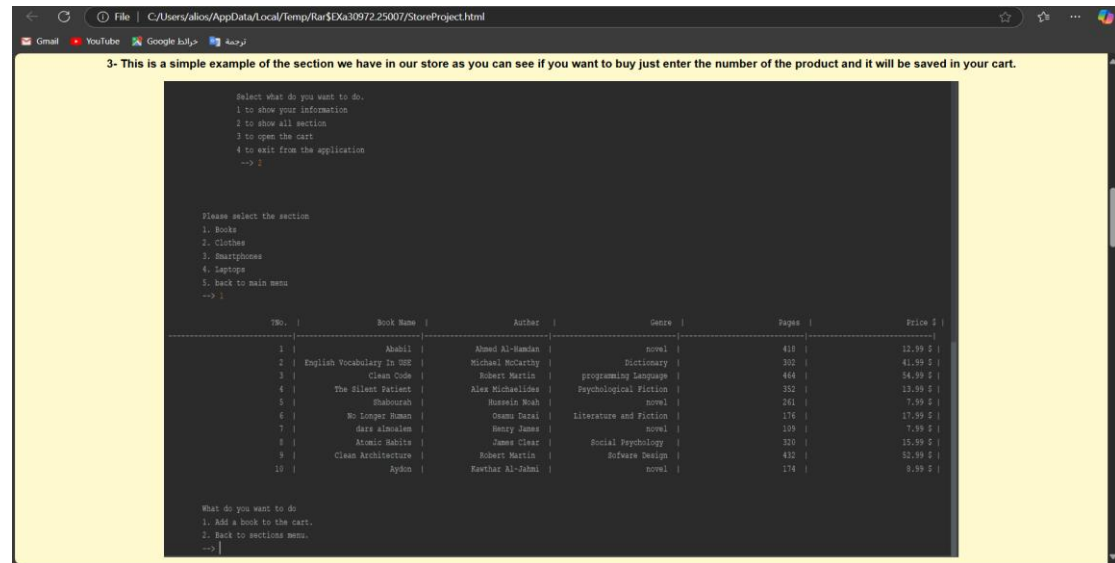 File | C:/Users/alios/AppData/Local/Temp/Rar$EXa30972.25007/StoreProject.html
Gmail YouTube خرائط Google ترجمة
3- This is a simple example of the section we have in our store as you can see if you want to buy just enter the number of the product and it will be saved in your cart.
Select what do you want to do.
1 to show your information
2 to show all section
3 to open the cart
4 to exit from the application
--> 2
Please select the section
1. Books
2. Clothes
3. Smartphones
4. Laptops
5. back to main menu
--> 1
| Book Name | Auther | Genre | Pages | Price $ |
1 | Ababil | Ahmed Al-Hamdan | novel | 410 | 12.99 $ |
2 | English Vocabulary In USE | Michael McCarthy | Dictionary | 302 | 41.99 $ |
3 | Clean Code | Robert Martin | programming Language | 464 | 54.99 $ |
4 | The Silent Patient | Alex Michaelides | Psychological Fiction | 352 | 13.99 $ |
5 | Shabourah | Hussein Noah | novel | 261 | 7.99 $ |
6 | No Longer Human | Osamu Dazai | Literature and Fiction | 176 | 17.99 $ |
7 | dars almoalem | Henry James | novel | 109 | 7.99 $ |
8 | Atomic Habits | James Clear | Social Psychology | 320 | 15.99 $ |
9 | Clean Architecture | Robert Martin | Sofware Design | 432 | 52.99 $ |
10 | Aydon | Kawthar Al-Jahmi | novel | 174 | 8.99 $ |
What do you want to do
1. Add a book to the cart.
2. Back to sections menu.
-->